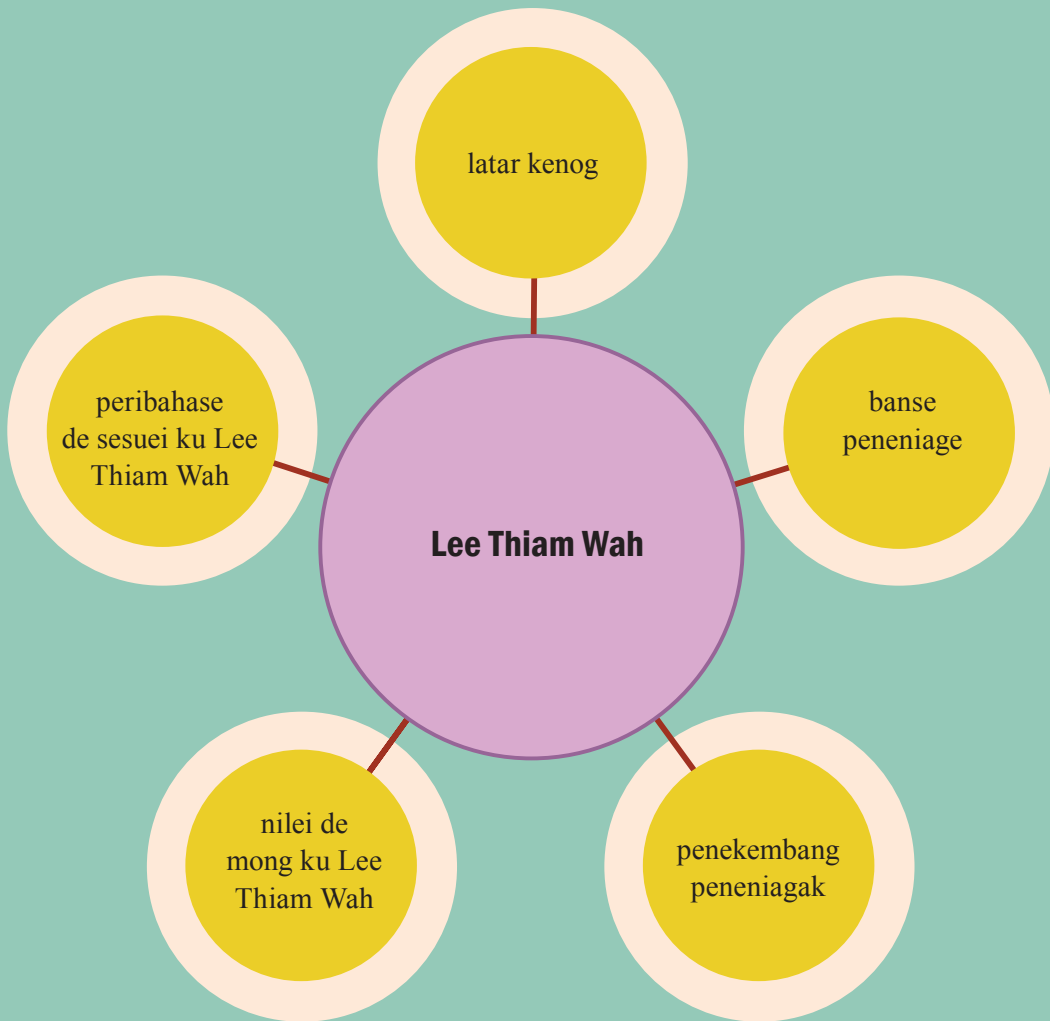 latar kenog
peribahase
de sesuei ku Lee
Thiam Wah
banse
peneniage
Lee Thiam Wah
nilei de
mong ku Lee
Thiam Wah
penekembang
peneniagak